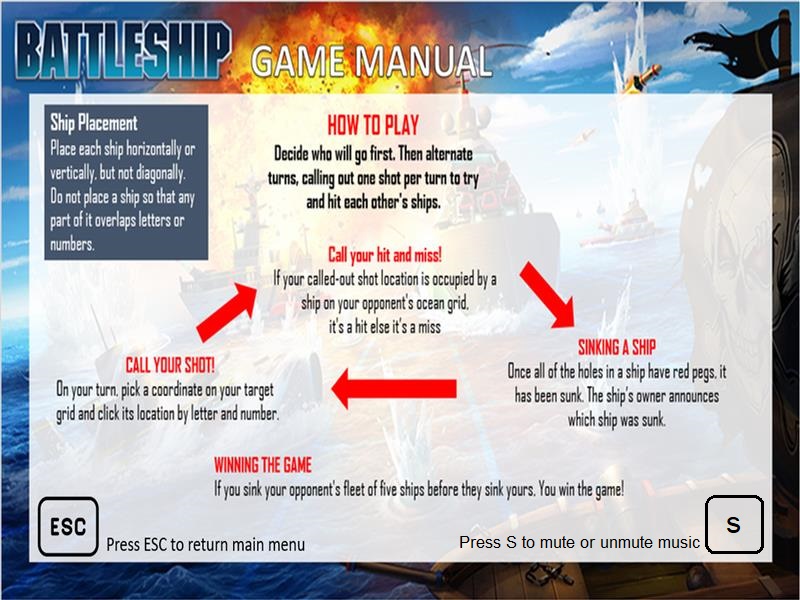 BATTLESHIP GAME MANUAL
Ship Placement
Place each ship horizontally or
vertically, but not diagonally.
Do not place a ship so that any
part of it overlaps letters or
numbers.
HOW TO PLAY
Decide who will go first. Then alternate
turns, calling out one shot per turn to try
and hit each other's ships.
Call your hit and miss!
If your called-out shot location is occupied by a
ship on your opponent's ocean grid,
it's a hit else it's a miss
SINKING A SHIP
Once all of the holes in a ship have red pegs, it
has been sunk. The ship's owner announces
which ship was sunk.
CALL YOUR SHOT!
On your turn, pick a coordinate on your target
grid and click its location by letter and number.
WINNING THE GAME
If you sink your opponent's fleet of five ships before they sink yours, You win the game!
ESC
Press ESC to return main menu
Press S to mute or unmute music
S